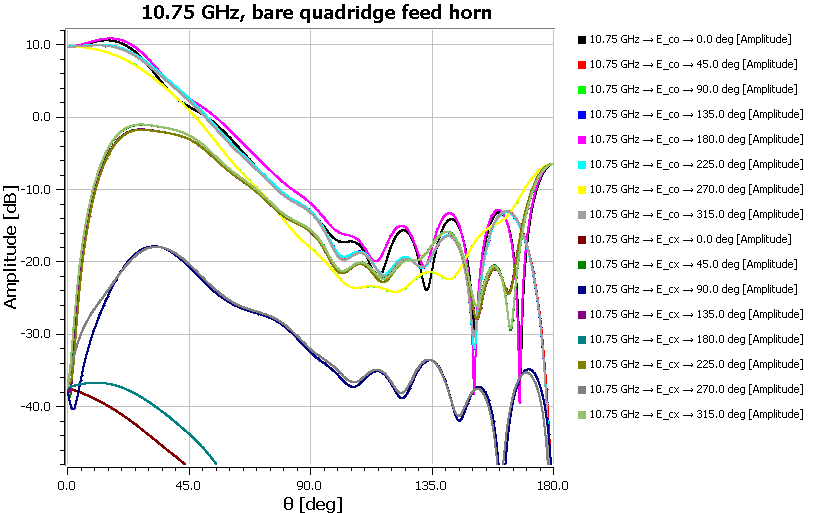 10.75 GHz, bare quadridge feed horn
10.0
0.0
-10.0
-20.0
-30.0
-40.0
Amplitude [dB]
0.0 45.0 90.0 135.0 180.0
θ [deg]
10.75 GHz → E_co → 0.0 deg [Amplitude]
10.75 GHz → E_co → 45.0 deg [Amplitude]
10.75 GHz → E_co → 90.0 deg [Amplitude]
10.75 GHz → E_co → 135.0 deg [Amplitude]
10.75 GHz → E_co → 180.0 deg [Amplitude]
10.75 GHz → E_co → 225.0 deg [Amplitude]
10.75 GHz → E_co → 270.0 deg [Amplitude]
10.75 GHz → E_co → 315.0 deg [Amplitude]
10.75 GHz → E_cx → 0.0 deg [Amplitude]
10.75 GHz → E_cx → 45.0 deg [Amplitude]
10.75 GHz → E_cx → 90.0 deg [Amplitude]
10.75 GHz → E_cx → 135.0 deg [Amplitude]
10.75 GHz → E_cx → 180.0 deg [Amplitude]
10.75 GHz → E_cx → 225.0 deg [Amplitude]
10.75 GHz → E_cx → 270.0 deg [Amplitude]
10.75 GHz → E_cx → 315.0 deg [Amplitude]